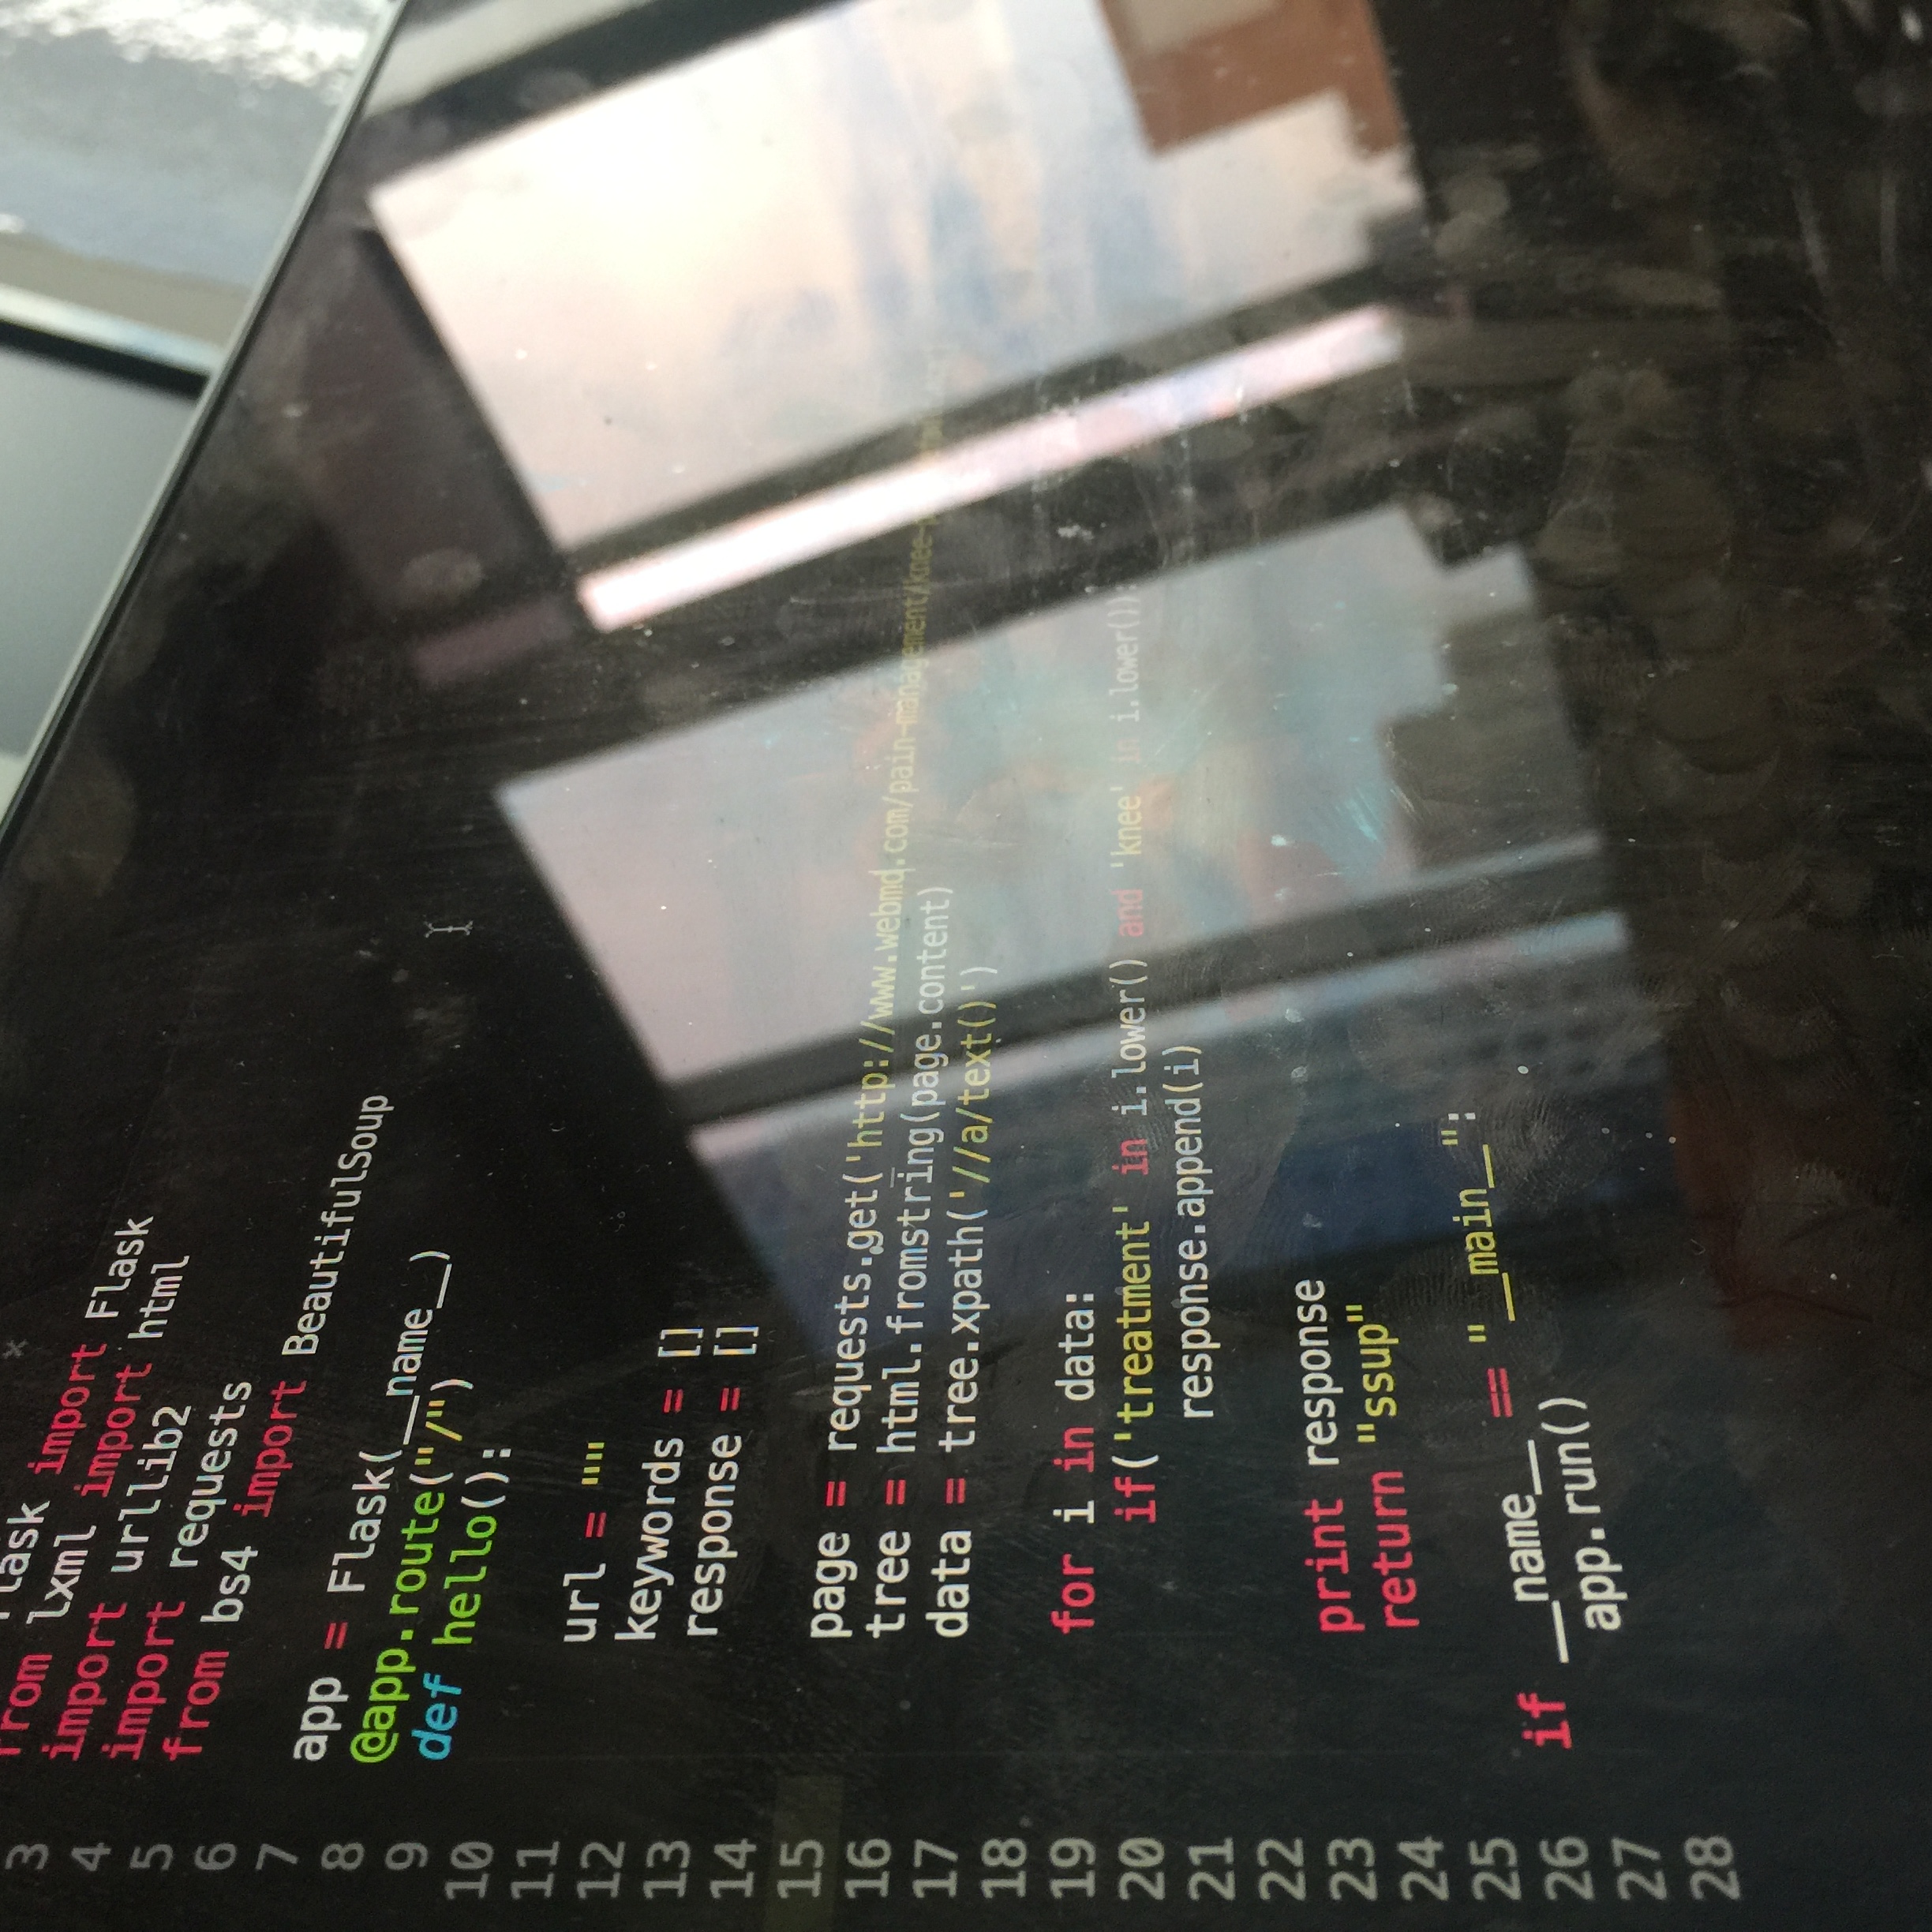 3 flask import Flask
4 from lxml import html
5 import urllib2
6 import requests
7 from bs4 import BeautifulSoup
8
9 app = Flask(__name__)
10 @app.route("/")
11 def hello():
12
13 url = ""
14 keywords = []
15 response = []
16
17 page = requests.get('http://www.webmd.com/pain-management/knee-
18 tree = html.fromstring(page.content)
19 data = tree.xpath('//a/text()')
20
21 for i in data:
22 if('treatment' in i.lower() and 'knee' in i.lower()):
23 response.append(i)
24
25 print response
26 return "ssup"
27
28 if __name__ == "__main__":
app.run()